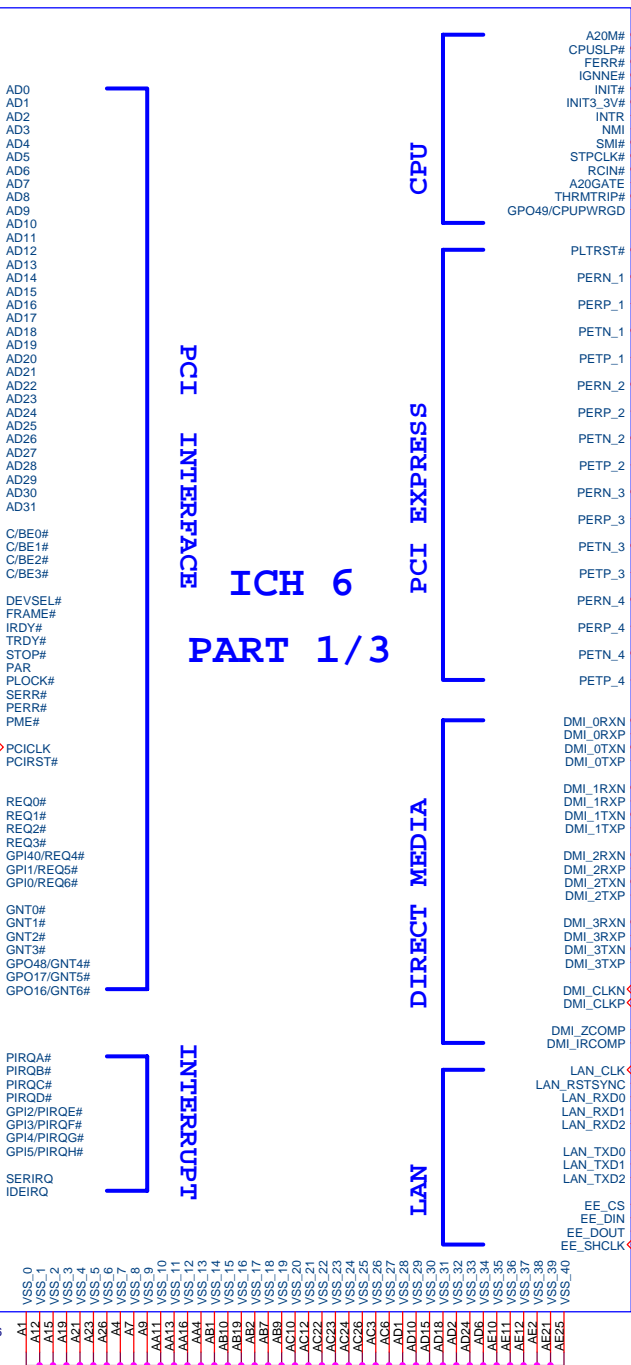 AD0
AD1
AD2
AD3
AD4
AD5
AD6
AD7
AD8
AD9
AD10
AD11
AD12
AD13
AD14
AD15
AD16
AD17
AD18
AD19
AD20
AD21
AD22
AD23
AD24
AD25
AD26
AD27
AD28
AD29
AD30
AD31
C/BE0#
C/BE1#
C/BE2#
C/BE3#
DEVSEL#
FRAME#
IRDY#
TRDY#
STOP#
PAR
PLOCK#
SERR#
PERR#
PME#
PCICLK
PCIRST#
REQ0#
REQ1#
REQ2#
REQ3#
GPI40/REQ4#
GPI1/REQ5#
GPI0/REQ6#
GNT0#
GNT1#
GNT2#
GNT3#
GPO48/GNT4#
GPO17/GNT5#
GPO16/GNT6#
PCI INTERFACE
PIRQA#
PIRQB#
PIRQC#
PIRQD#
GPI2/PIRQE#
GPI3/PIRQF#
GPI4/PIRQG#
GPI5/PIRQH#
SERIRQ
IDEIRQ
INTERRUPT
ICH 6
PART 1/3
CPU
A20M#
CPUSLP#
FERR#
IGNNE#
INIT#
INIT3_3V#
INTR
NMI
SMI#
STPCLK#
RCIN#
A20GATE
THRMTRIP#
GPO49/CPUPWRGD
PCI EXPRESS
PLTRST#
PERN_1
PERP_1
PETN_1
PETP_1
PERN_2
PERP_2
PETN_2
PETP_2
PERN_3
PERP_3
PETN_3
PETP_3
PERN_4
PERP_4
PETN_4
PETP_4
DIRECT MEDIA
DMI_0RXN
DMI_0RXP
DMI_0TXN
DMI_0TXP
DMI_1RXN
DMI_1RXP
DMI_1TXN
DMI_1TXP
DMI_2RXN
DMI_2RXP
DMI_2TXN
DMI_2TXP
DMI_3RXN
DMI_3RXP
DMI_3TXN
DMI_3TXP
DMI_CLKN
DMI_CLKP
DMI_ZCOMP
DMI_IRCOMP
LAN
LAN_CLK
LAN_RSTSYNC
LAN_RXD0
LAN_RXD1
LAN_RXD2
LAN_TXD0
LAN_TXD1
LAN_TXD2
EE_CS
EE_DIN
EE_DOUT
EE_SHCLK
VSS_0
VSS_1
VSS_2
VSS_3
VSS_4
VSS_5
VSS_6
VSS_7
VSS_8
VSS_9
VSS_10
VSS_11
VSS_12
VSS_13
VSS_14
VSS_15
VSS_16
VSS_17
VSS_18
VSS_19
VSS_20
VSS_21
VSS_22
VSS_23
VSS_24
VSS_25
VSS_26
VSS_27
VSS_28
VSS_29
VSS_30
VSS_31
VSS_32
VSS_33
VSS_34
VSS_35
VSS_36
VSS_37
VSS_38
VSS_39
VSS_40
s
A1
A12
A15
A19
A21
A23
A26
A4
A7
A9
AA11
AA13
AA16
AA4
AB1
AB10
AB19
AB2
AB7
AB9
AC10
AC12
AC22
AC23
AC24
AC26
AC3
AC6
AD1
AD10
AD15
AD18
AD2
AD24
AD6
AE10
AE11
AE12
AE2
AE21
AE25